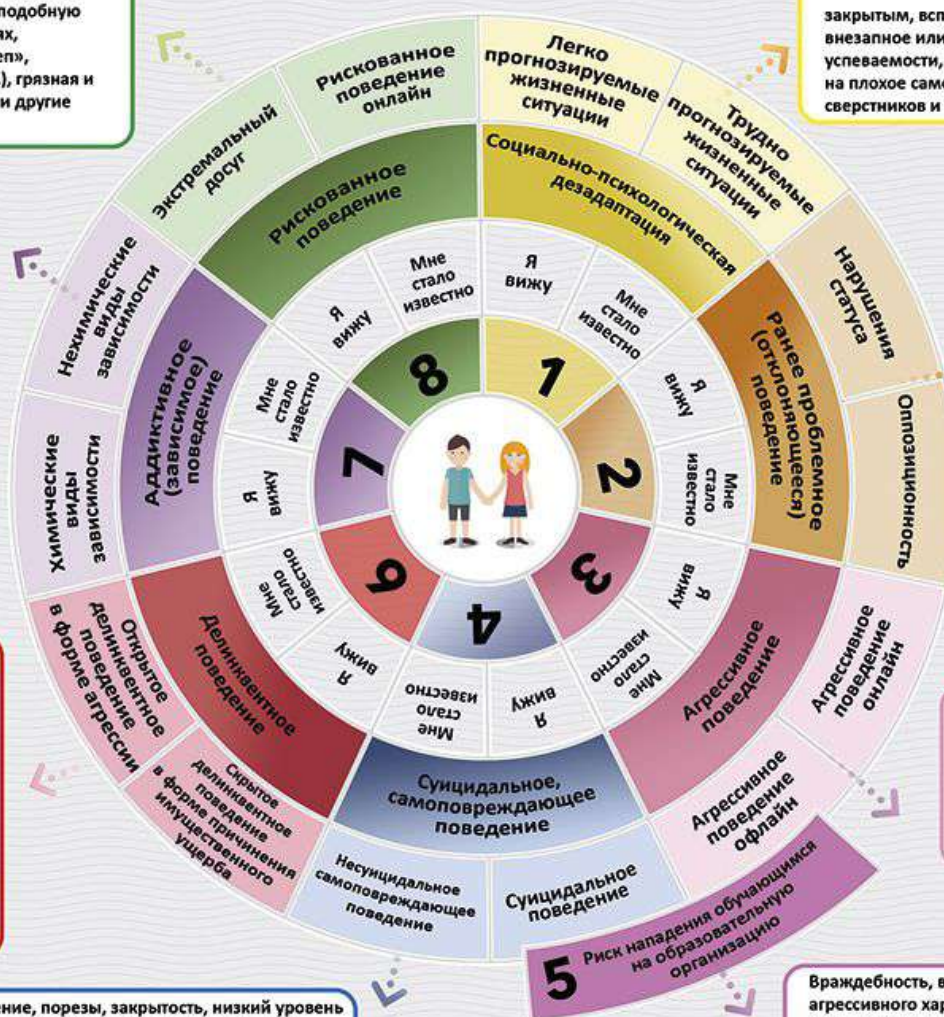 подобную
ях,
еп»,
), грязная и
и другие
закрытым, всп
внезапное или
успеваемости,
на плохое само
сверстников и
Легко
прогнозируемые
жизненные
ситуации
Трудно
прогнозируемые
жизненные
ситуации
Социально-психологическая
дезадаптация
Я
вижу
Мне
стало
известно
1
Нарушения
статуса
Оппозиционность
Ранее проблемное
(отклоняющееся)
поведение
Я
вижу
Мне
стало
известно
2
Агрессивное
поведение
онлайн
Агрессивное
поведение
офлайн
Агрессивное
поведение
Я
вижу
Мне
стало
известно
3
Суицидальное,
самоповреждающее
поведение
Суицидальное
поведение
Несуицидальное
самоповреждающее
поведение
Я
вижу
Мне
стало
известно
4
5
Риск нападения обучающимся
на образовательную
организацию
Делинквентное
поведение
Скрытое
делинквентное
поведение
в форме причинения
имущественного
ущерба
Открытое
делинквентное
поведение
в форме агрессии
Я
вижу
Мне
стало
известно
6
Аддиктивное
(зависимое)
поведение
Химические
виды
зависимости
Нехимические
виды
зависимости
Я
вижу
Мне
стало
известно
7
Рискованное
поведение
Экстремальный
досуг
Рискованное
поведение
онлайн
Я
вижу
Мне
стало
известно
8
ение, порезы, закрытость, низкий уровень
Враждебность, в
агрессивного хар